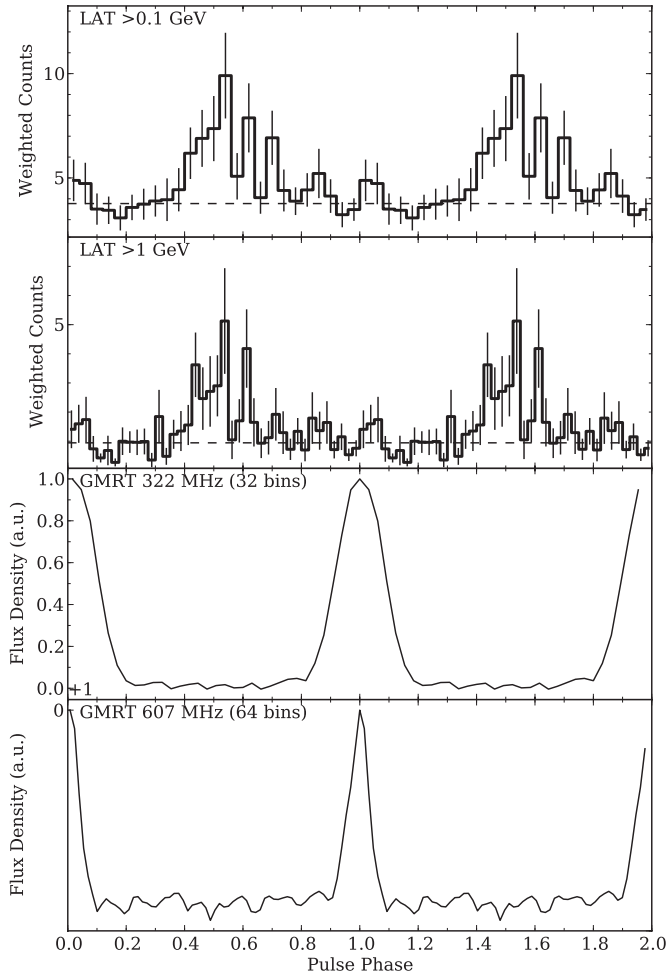 LAT >0.1 GeV
10
5
Weighted Counts
LAT >1 GeV
5
Weighted Counts
GMRT 322 MHz (32 bins)
1.0
0.8
0.6
0.4
0.2
0.0
+1
Flux Density (a.u.)
GMRT 607 MHz (64 bins)
0
Flux Density (a.u.)
0.0 0.2 0.4 0.6 0.8 1.0 1.2 1.4 1.6 1.8 2.0
Pulse Phase